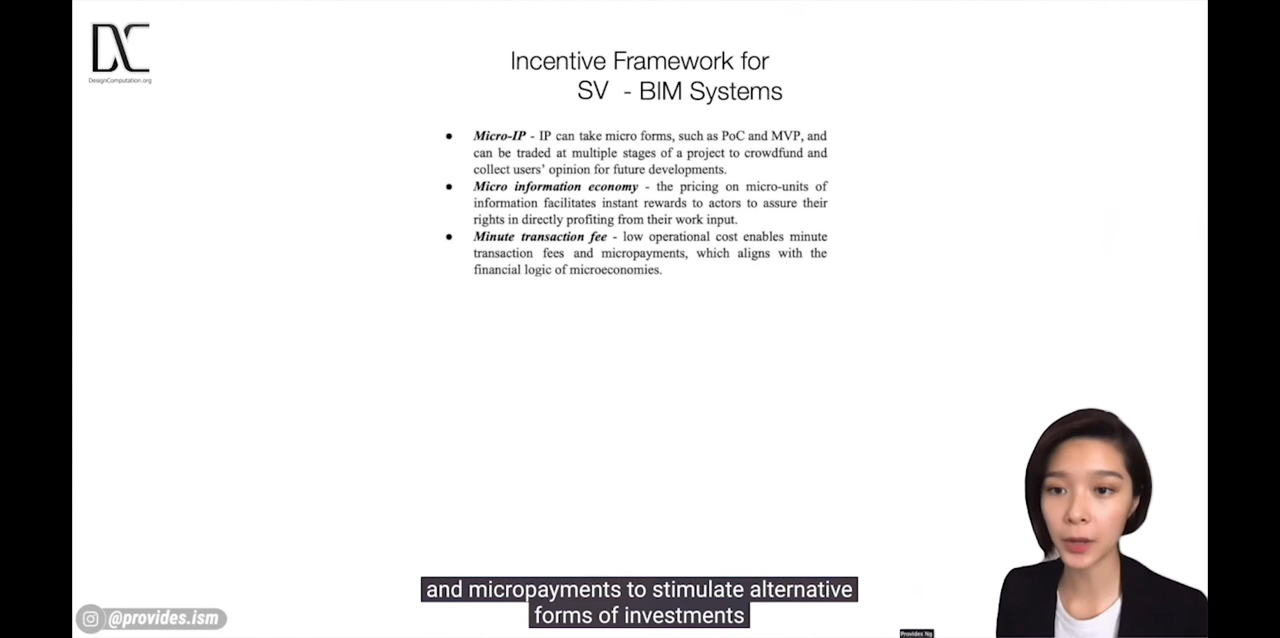 DC
DesignComputation.org
Incentive Framework for
SV - BIM Systems
● Micro-IP - IP can take micro forms, such as PoC and MVP, and
can be traded at multiple stages of a project to crowdfund and
collect users’ opinion for future developments.
● Micro information economy - the pricing on micro-units of
information facilitates instant rewards to actors to assure their
rights in directly profiting from their work input.
● Minute transaction fee - low operational cost enables minute
transaction fees and micropayments, which aligns with the
financial logic of microeconomies.
and micropayments to stimulate alternative
forms of investments
@provides.ism
Provides Ng